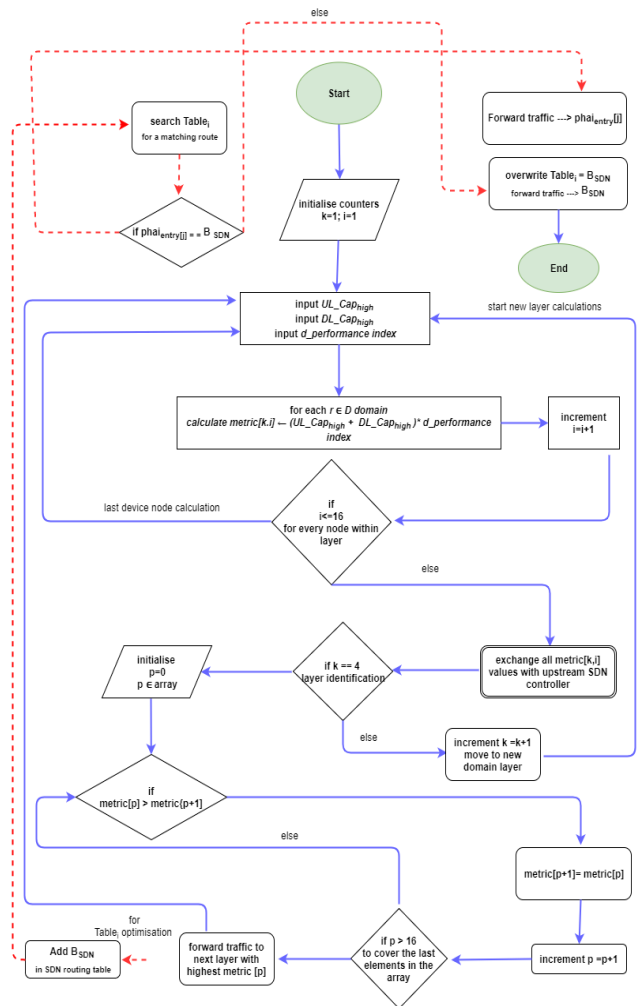 else
Start
search Tableᵢ
for a matching route
Forward traffic ---> phai_entry[j]
initialise counters
k=1; i=1
overwrite Tableᵢ = B_SDN
forward traffic ---> B_SDN
if phai_entry[j] = = B_SDN
End
input UL_Cap_high
input DL_Cap_high
input d_performance index
start new layer calculations
for each r ∈ D domain
calculate metric[k.i] ← (UL_Cap_high + DL_Cap_high)* d_performance
index
increment
i=i+1
if
i<=16
for every node within
layer
last device node calculation
else
initialise
p=0
p ∈ array
if k == 4
layer identification
exchange all metric[k,i]
values with upstream SDN
controller
else
increment k =k+1
move to new
domain layer
if
metric[p] > metric(p+1]
else
metric[p+1]= metric[p]
for
Tableᵢ optimisation
Add B_SDN
in SDN routing table
forward traffic to
next layer with
highest metric [p]
if p > 16
to cover the last
elements in the
array
increment p =p+1